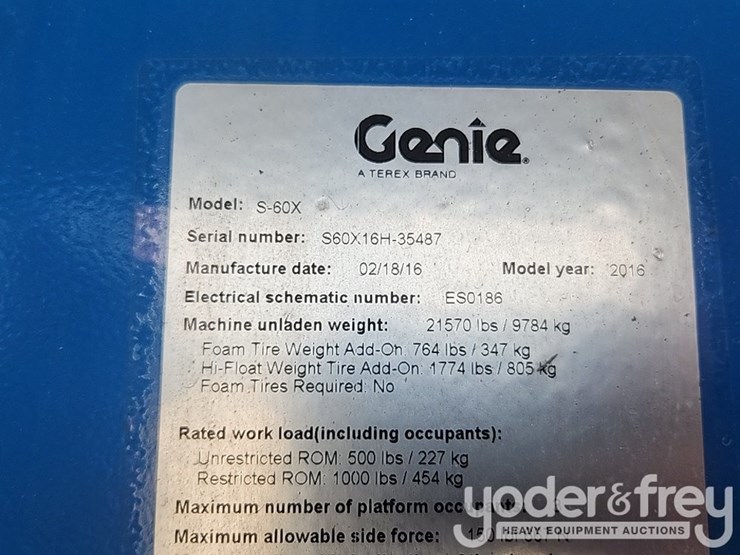 Genie
A TEREX BRAND
Model: S-60X
Serial number: S60X16H-35487
Manufacture date: 02/18/16 Model year: 2016
Electrical schematic number: ES0186
Machine unladen weight: 21570 lbs / 9784 kg
Foam Tire Weight Add-On: 764 lbs / 347 kg
Hi-Float Weight Tire Add-On: 1774 lbs / 805 kg
Foam Tires Required: No
Rated work load(including occupants):
Unrestricted ROM: 500 lbs / 227 kg
Restricted ROM: 1000 lbs / 454 kg
Maximum number of platform occupants:
Maximum allowable side force: 150 lb
yoder&frey
HEAVY EQUIPMENT AUCTIONS